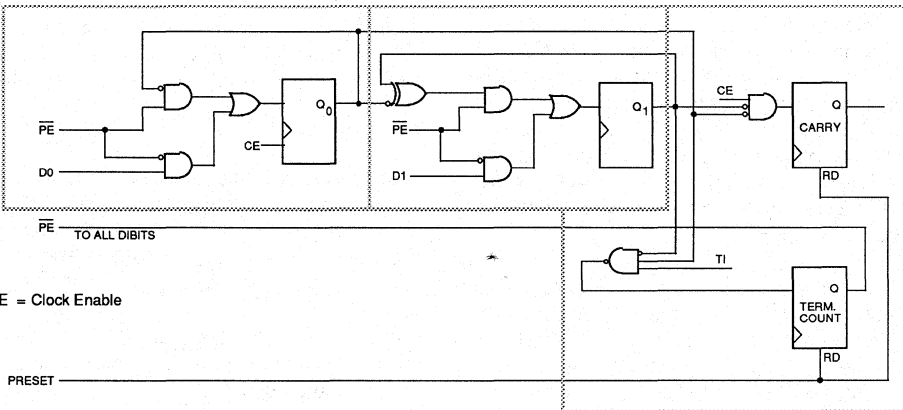 Q0
Q1
CE
Q
CARRY
RD
PE
PE
CE
D0
D1
PE
TO ALL DIBITS
TI
Q
TERM.
COUNT
RD
E = Clock Enable
PRESET